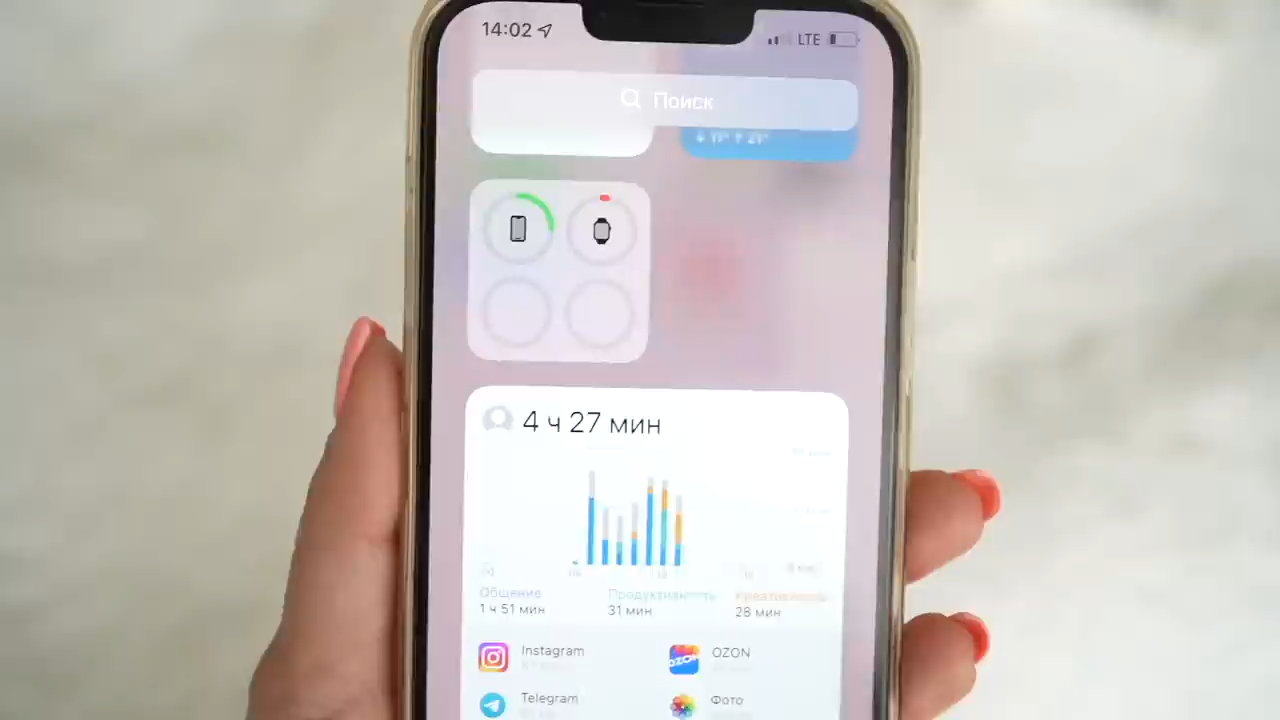 14:02
LTE
Поиск
4 ч 27 мин
Общение
Продуктивность
Креативность
1 ч 51 мин
31 мин
28 мин
Instagram
OZON
OZON
Telegram
Фото